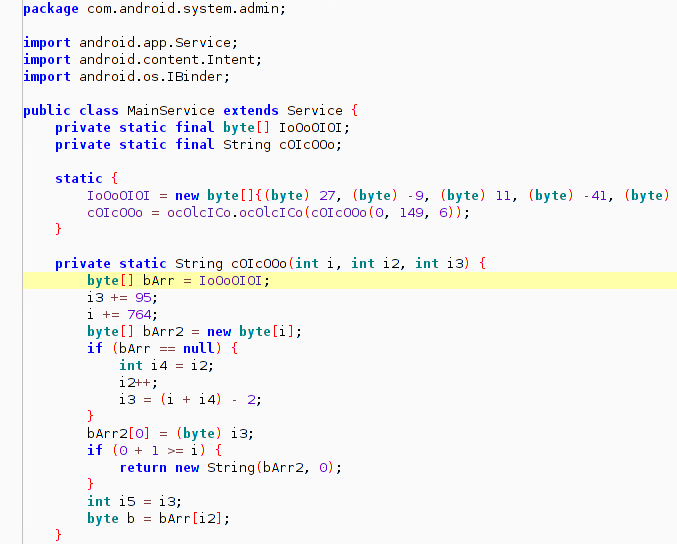 package com.android.system.admin;
import android.app.Service;
import android.content.Intent;
import android.os.IBinder;
public class MainService extends Service {
private static final byte[] IoOoOIOI;
private static final String cOIcOOo;
static {
IoOoOIOI = new byte[]{(byte) 27, (byte) -9, (byte) 11, (byte) -41, (byte)
cOIcOOo = ocOlcICo.ocOlcICo(cOIcOOo(0, 149, 6));
}
private static String cOIcOOo(int i, int i2, int i3) {
byte[] bArr = IoOoOIOI;
i3 += 95;
i += 764;
byte[] bArr2 = new byte[i];
if (bArr == null) {
int i4 = i2;
i2++;
i3 = (i + i4) - 2;
}
bArr2[0] = (byte) i3;
if (0 + 1 >= i) {
return new String(bArr2, 0);
}
int i5 = i3;
byte b = bArr[i2];
}